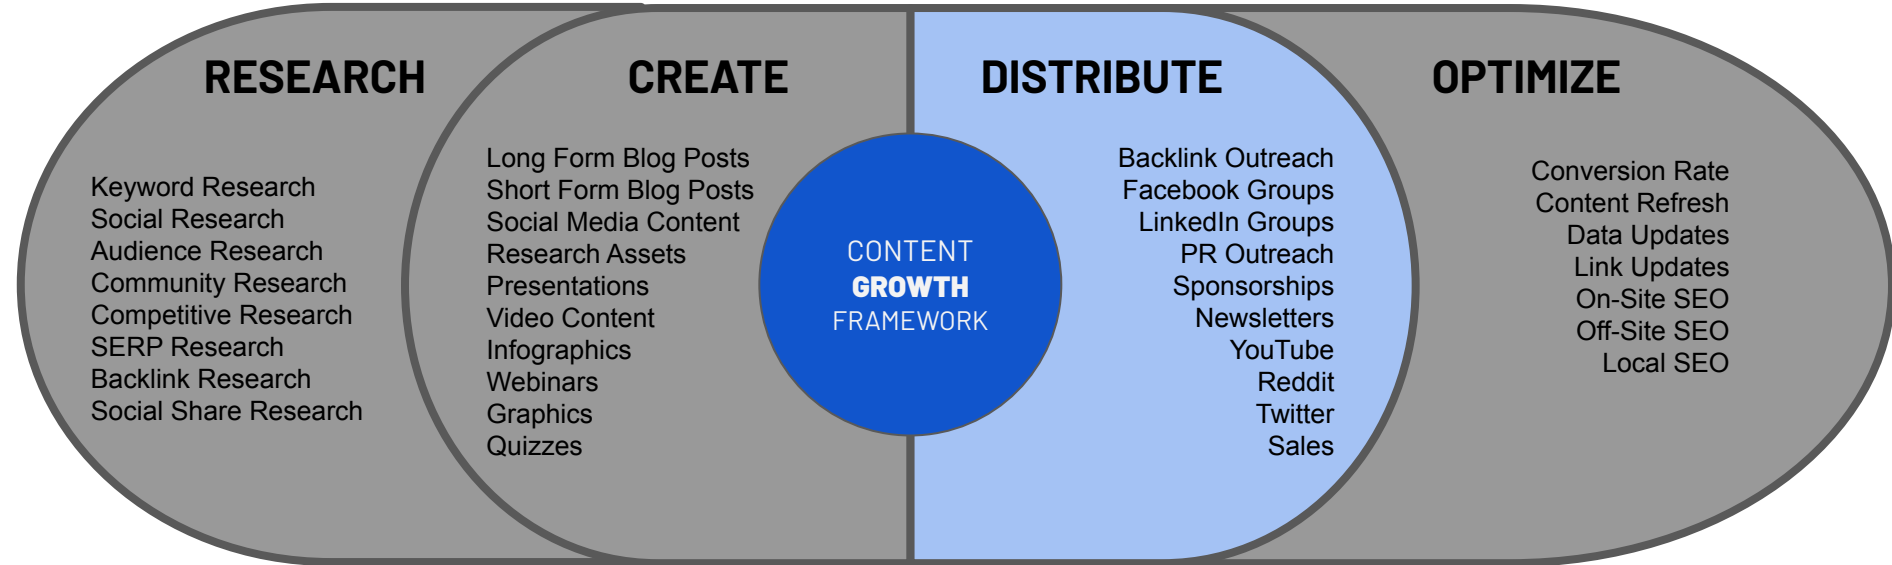 RESEARCH
Keyword Research
Social Research
Audience Research
Community Research
Competitive Research
SERP Research
Backlink Research
Social Share Research
CREATE
Long Form Blog Posts
Short Form Blog Posts
Social Media Content
Research Assets
Presentations
Video Content
Infographics
Webinars
Graphics
Quizzes
CONTENT
GROWTH
FRAMEWORK
DISTRIBUTE
Backlink Outreach
Facebook Groups
LinkedIn Groups
PR Outreach
Sponsorships
Newsletters
YouTube
Reddit
Twitter
Sales
OPTIMIZE
Conversion Rate
Content Refresh
Data Updates
Link Updates
On-Site SEO
Off-Site SEO
Local SEO